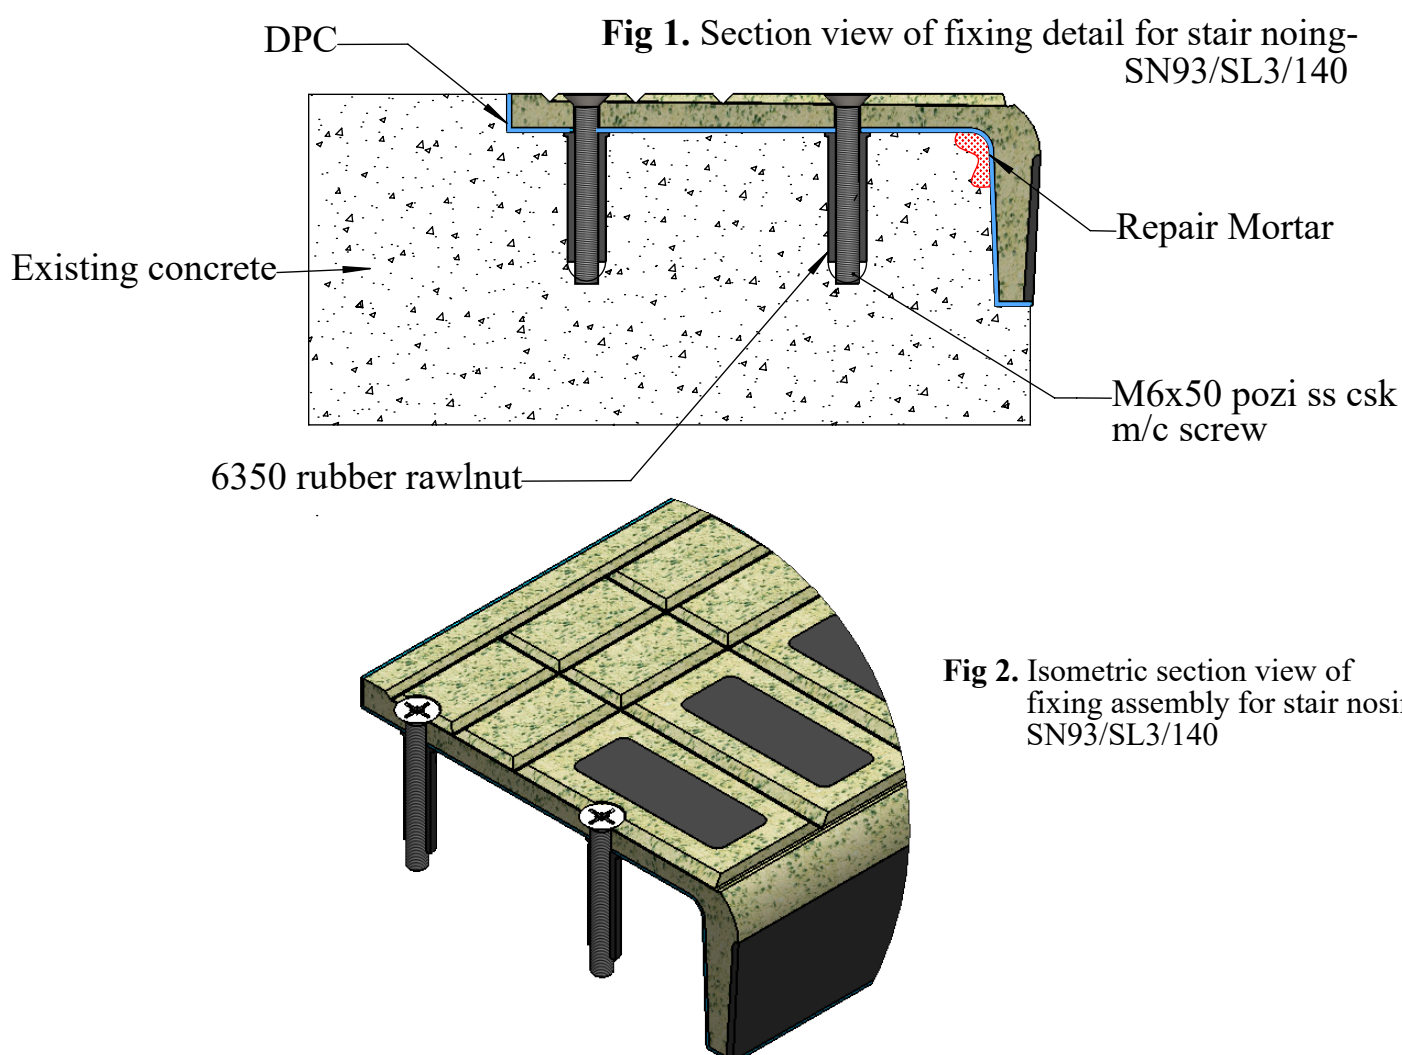 DPC
Fig 1. Section view of fixing detail for stair noing-
SN93/SL3/140
Existing concrete
Repair Mortar
M6x50 pozi ss csk
m/c screw
6350 rubber rawlnut
Fig 2. Isometric section view of
fixing assembly for stair nosin
SN93/SL3/140